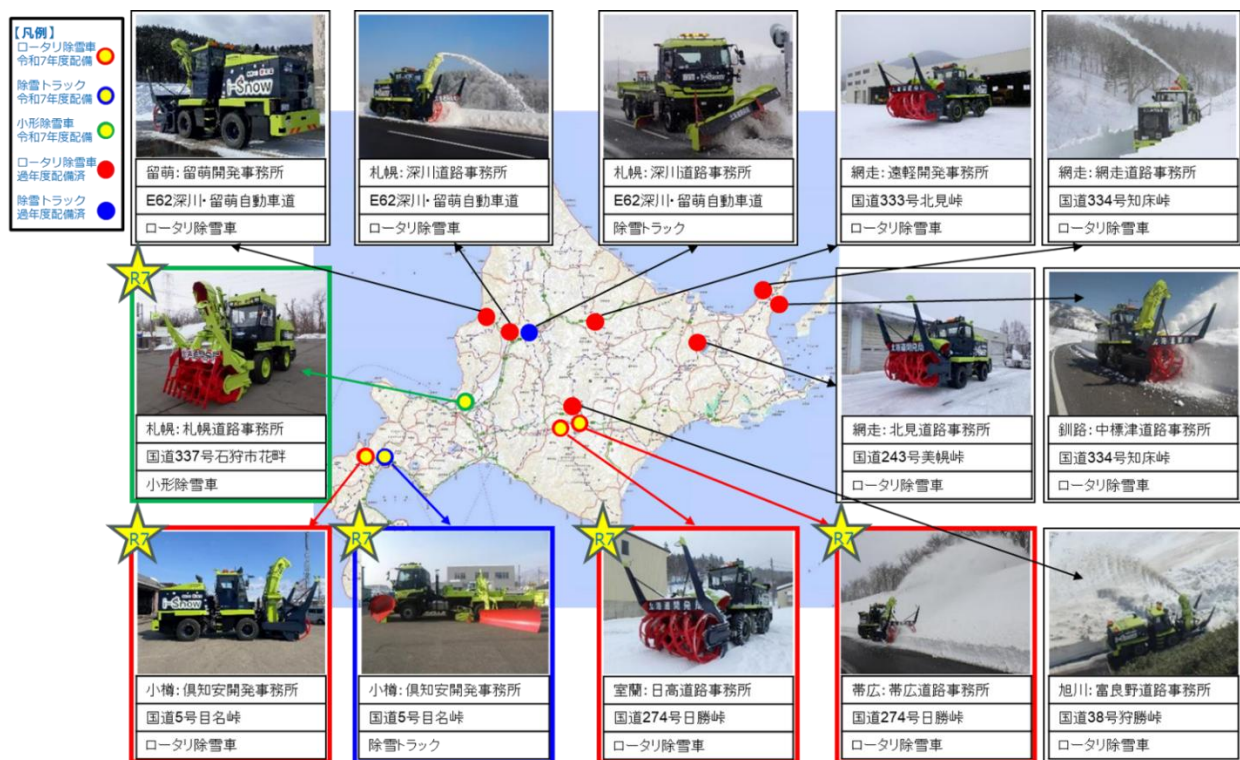 【凡例】
ロータリ除雪車
令和7年度配備
除雪トラック
令和7年度配備
小形除雪車
令和7年度配備
ロータリ除雪車
過年度配備済
除雪トラック
過年度配備済
i-Snow
留萌:留萌開発事務所
E62深川・留萌自動車道
ロータリ除雪車
札幌:深川道路事務所
E62深川・留萌自動車道
ロータリ除雪車
i-Snow
札幌:深川道路事務所
E62深川・留萌自動車道
除雪トラック
網走:遠軽開発事務所
国道333号北見峠
ロータリ除雪車
網走:網走道路事務所
国道334号知床峠
ロータリ除雪車
R7
札幌:札幌道路事務所
国道337号石狩市花畔
小形除雪車
北海道開発局
網走:北見道路事務所
国道243号美幌峠
ロータリ除雪車
北海道開発局
釧路:中標津道路事務所
国道334号知床峠
ロータリ除雪車
R7
i-Snow
小樽:倶知安開発事務所
国道5号目名峠
ロータリ除雪車
R7
小樽:倶知安開発事務所
国道5号目名峠
除雪トラック
R7
北海道開発局
室蘭:日高道路事務所
国道274号日勝峠
ロータリ除雪車
R7
帯広:帯広道路事務所
国道274号日勝峠
ロータリ除雪車
旭川:富良野道路事務所
国道38号狩勝峠
ロータリ除雪車